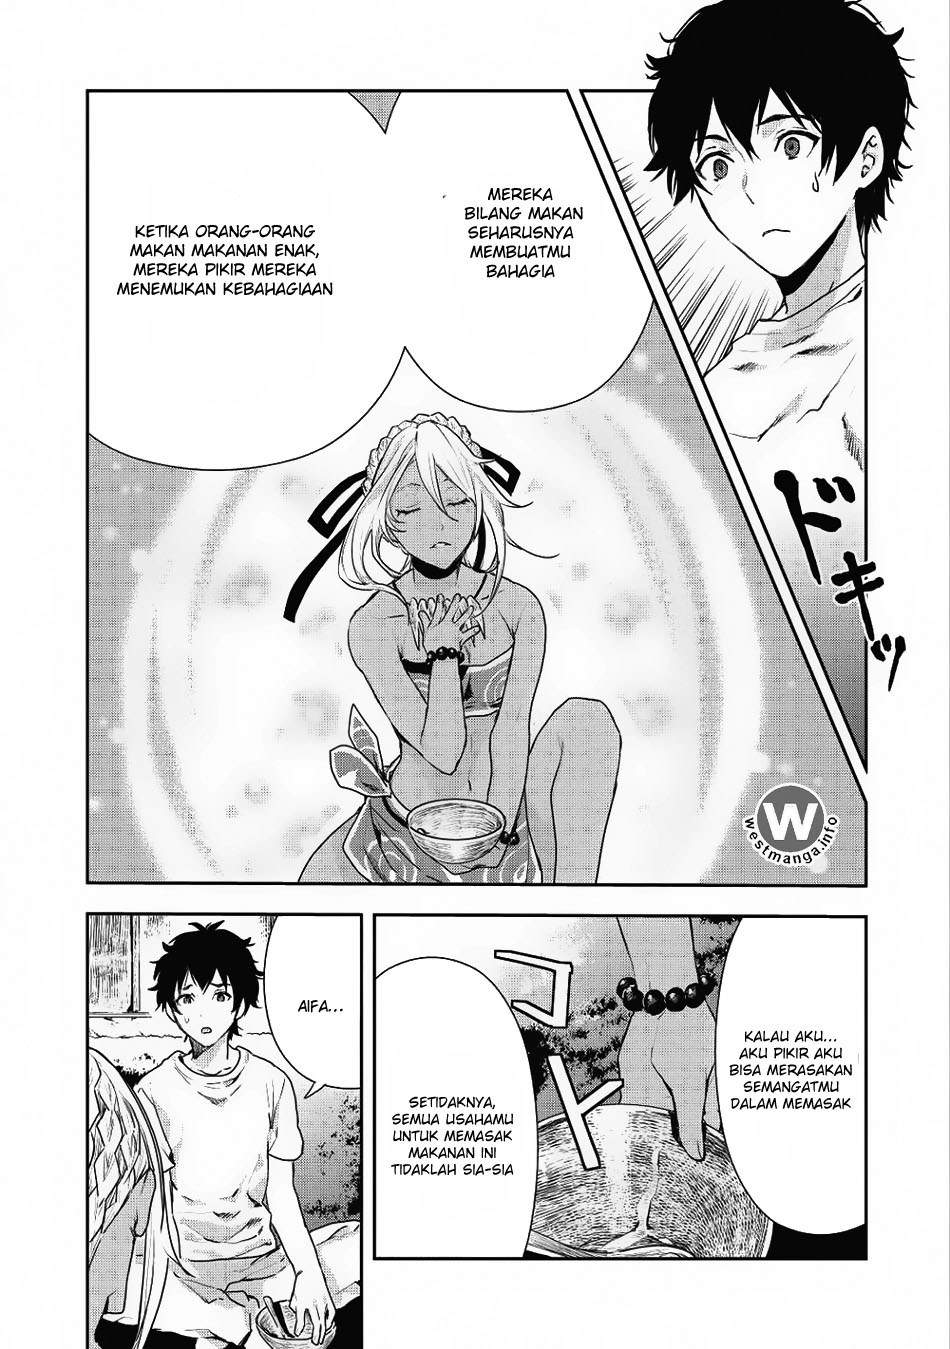 MEREKA
BILANG MAKAN
SEHARUSNYA
MEMBUATMU
BAHAGIA
KETIKA ORANG-ORANG
MAKAN MAKANAN ENAK,
MEREKA PIKIR MEREKA
MENEMUKAN KEBAHAGIAAN
ドキッ
W
westmanga.info
KALAU AKU...
AKU PIKIR AKU
BISA MERASAKAN
SEMANGATMU
DALAM MEMASAK
コト
SETIDAKNYA,
SEMUA USAHAMU
UNTUK MEMASAK
MAKANAN INI
TIDAKLAH SIA-SIA
AIFA...